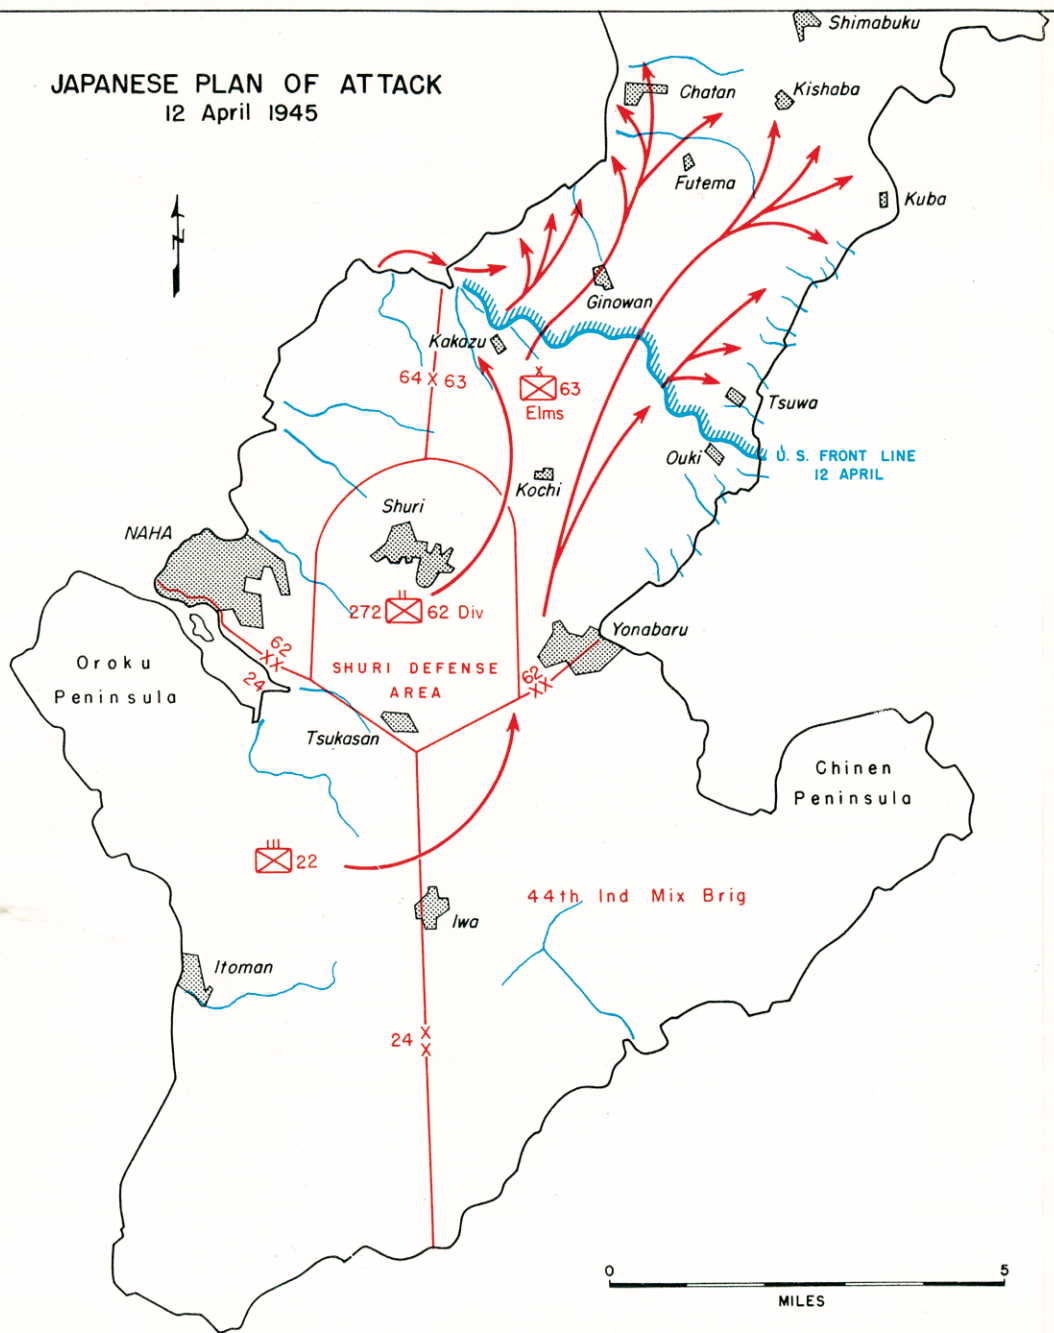 JAPANESE PLAN OF ATTACK
12 April 1945
N
Shimabuku
Chatan
Kishaba
Futema
Kuba
Ginowan
Kakazu
64 X 63
X
63
Elms
Tsuwa
Ouki
U. S. FRONT LINE
12 APRIL
Kochi
Shuri
NAHA
272
62 Div
Yonabaru
62
XX
24
SHURI DEFENSE
AREA
62
XX
Oroku
Peninsula
Tsukasan
Chinen
Peninsula
22
44th Ind Mix Brig
Iwa
Itoman
24 X
X
0
5
MILES